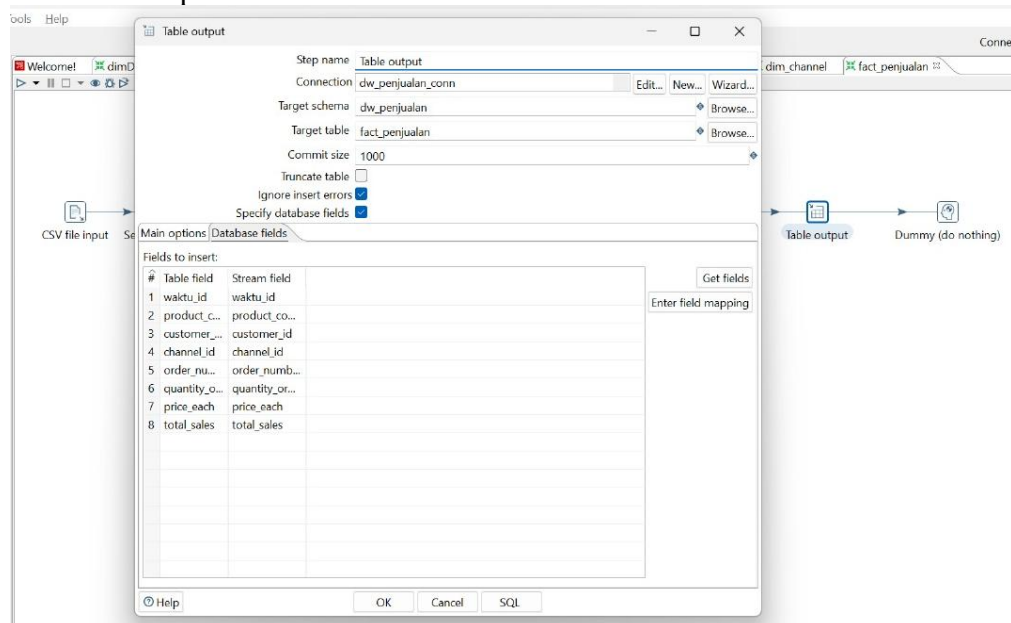 ools Help
Table output
Conne
Welcome! dimD
dim_channel fact_penjualan
Step name Table output
Connection dw_penjualan_conn Edit... New... Wizard...
Target schema dw_penjualan Browse...
Target table fact_penjualan Browse...
Commit size 1000
Truncate table
Ignore insert errors
Specify database fields
Main options Database fields
Fields to insert:
# Table field Stream field
1 waktu_id waktu_id
2 product_c... product_co...
3 customer_... customer_id
4 channel_id channel_id
5 order_nu... order_numb...
6 quantity_o... quantity_or...
7 price_each price_each
8 total_sales total_sales
Get fields
Enter field mapping
CSV file input Se
Table output Dummy (do nothing)
Help OK Cancel SQL